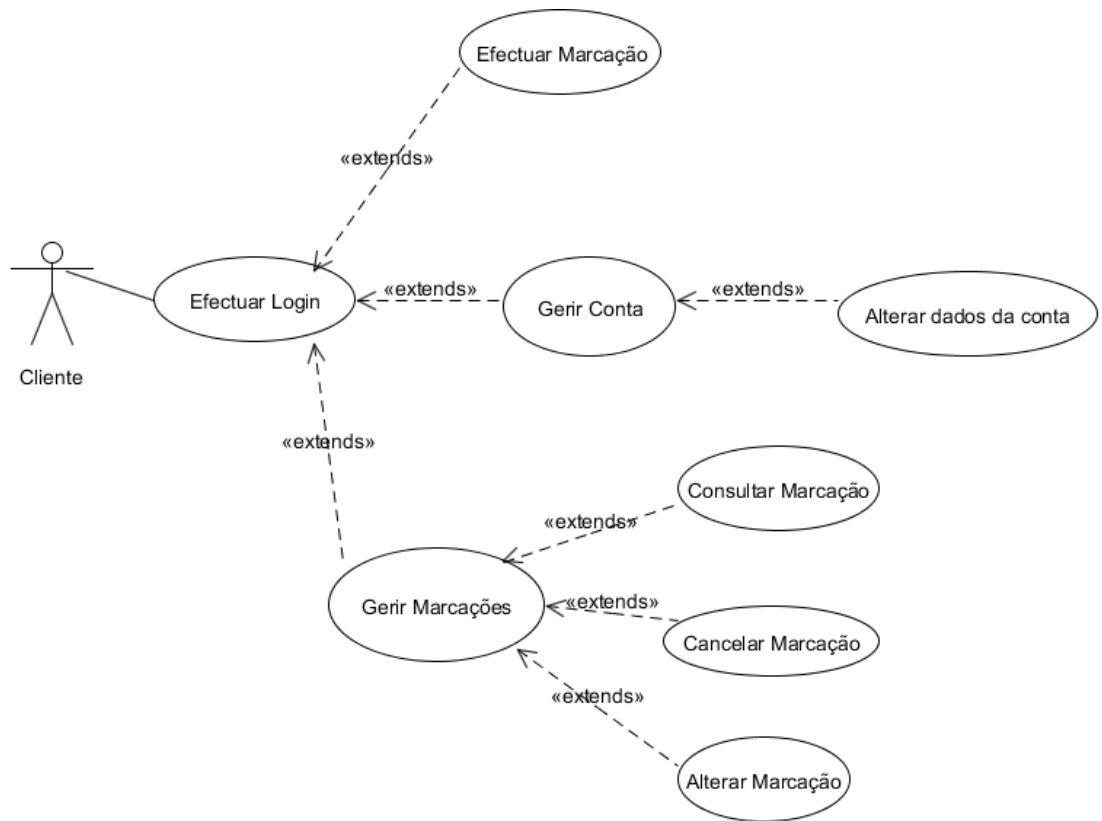 Efectuar Marcação
«extends»
Efectuar Login
«extends»
Gerir Conta
«extends»
Alterar dados da conta
Cliente
«extends»
Consultar Marcação
«extends»
Gerir Marcações
«extends»
Cancelar Marcação
«extends»
Alterar Marcação